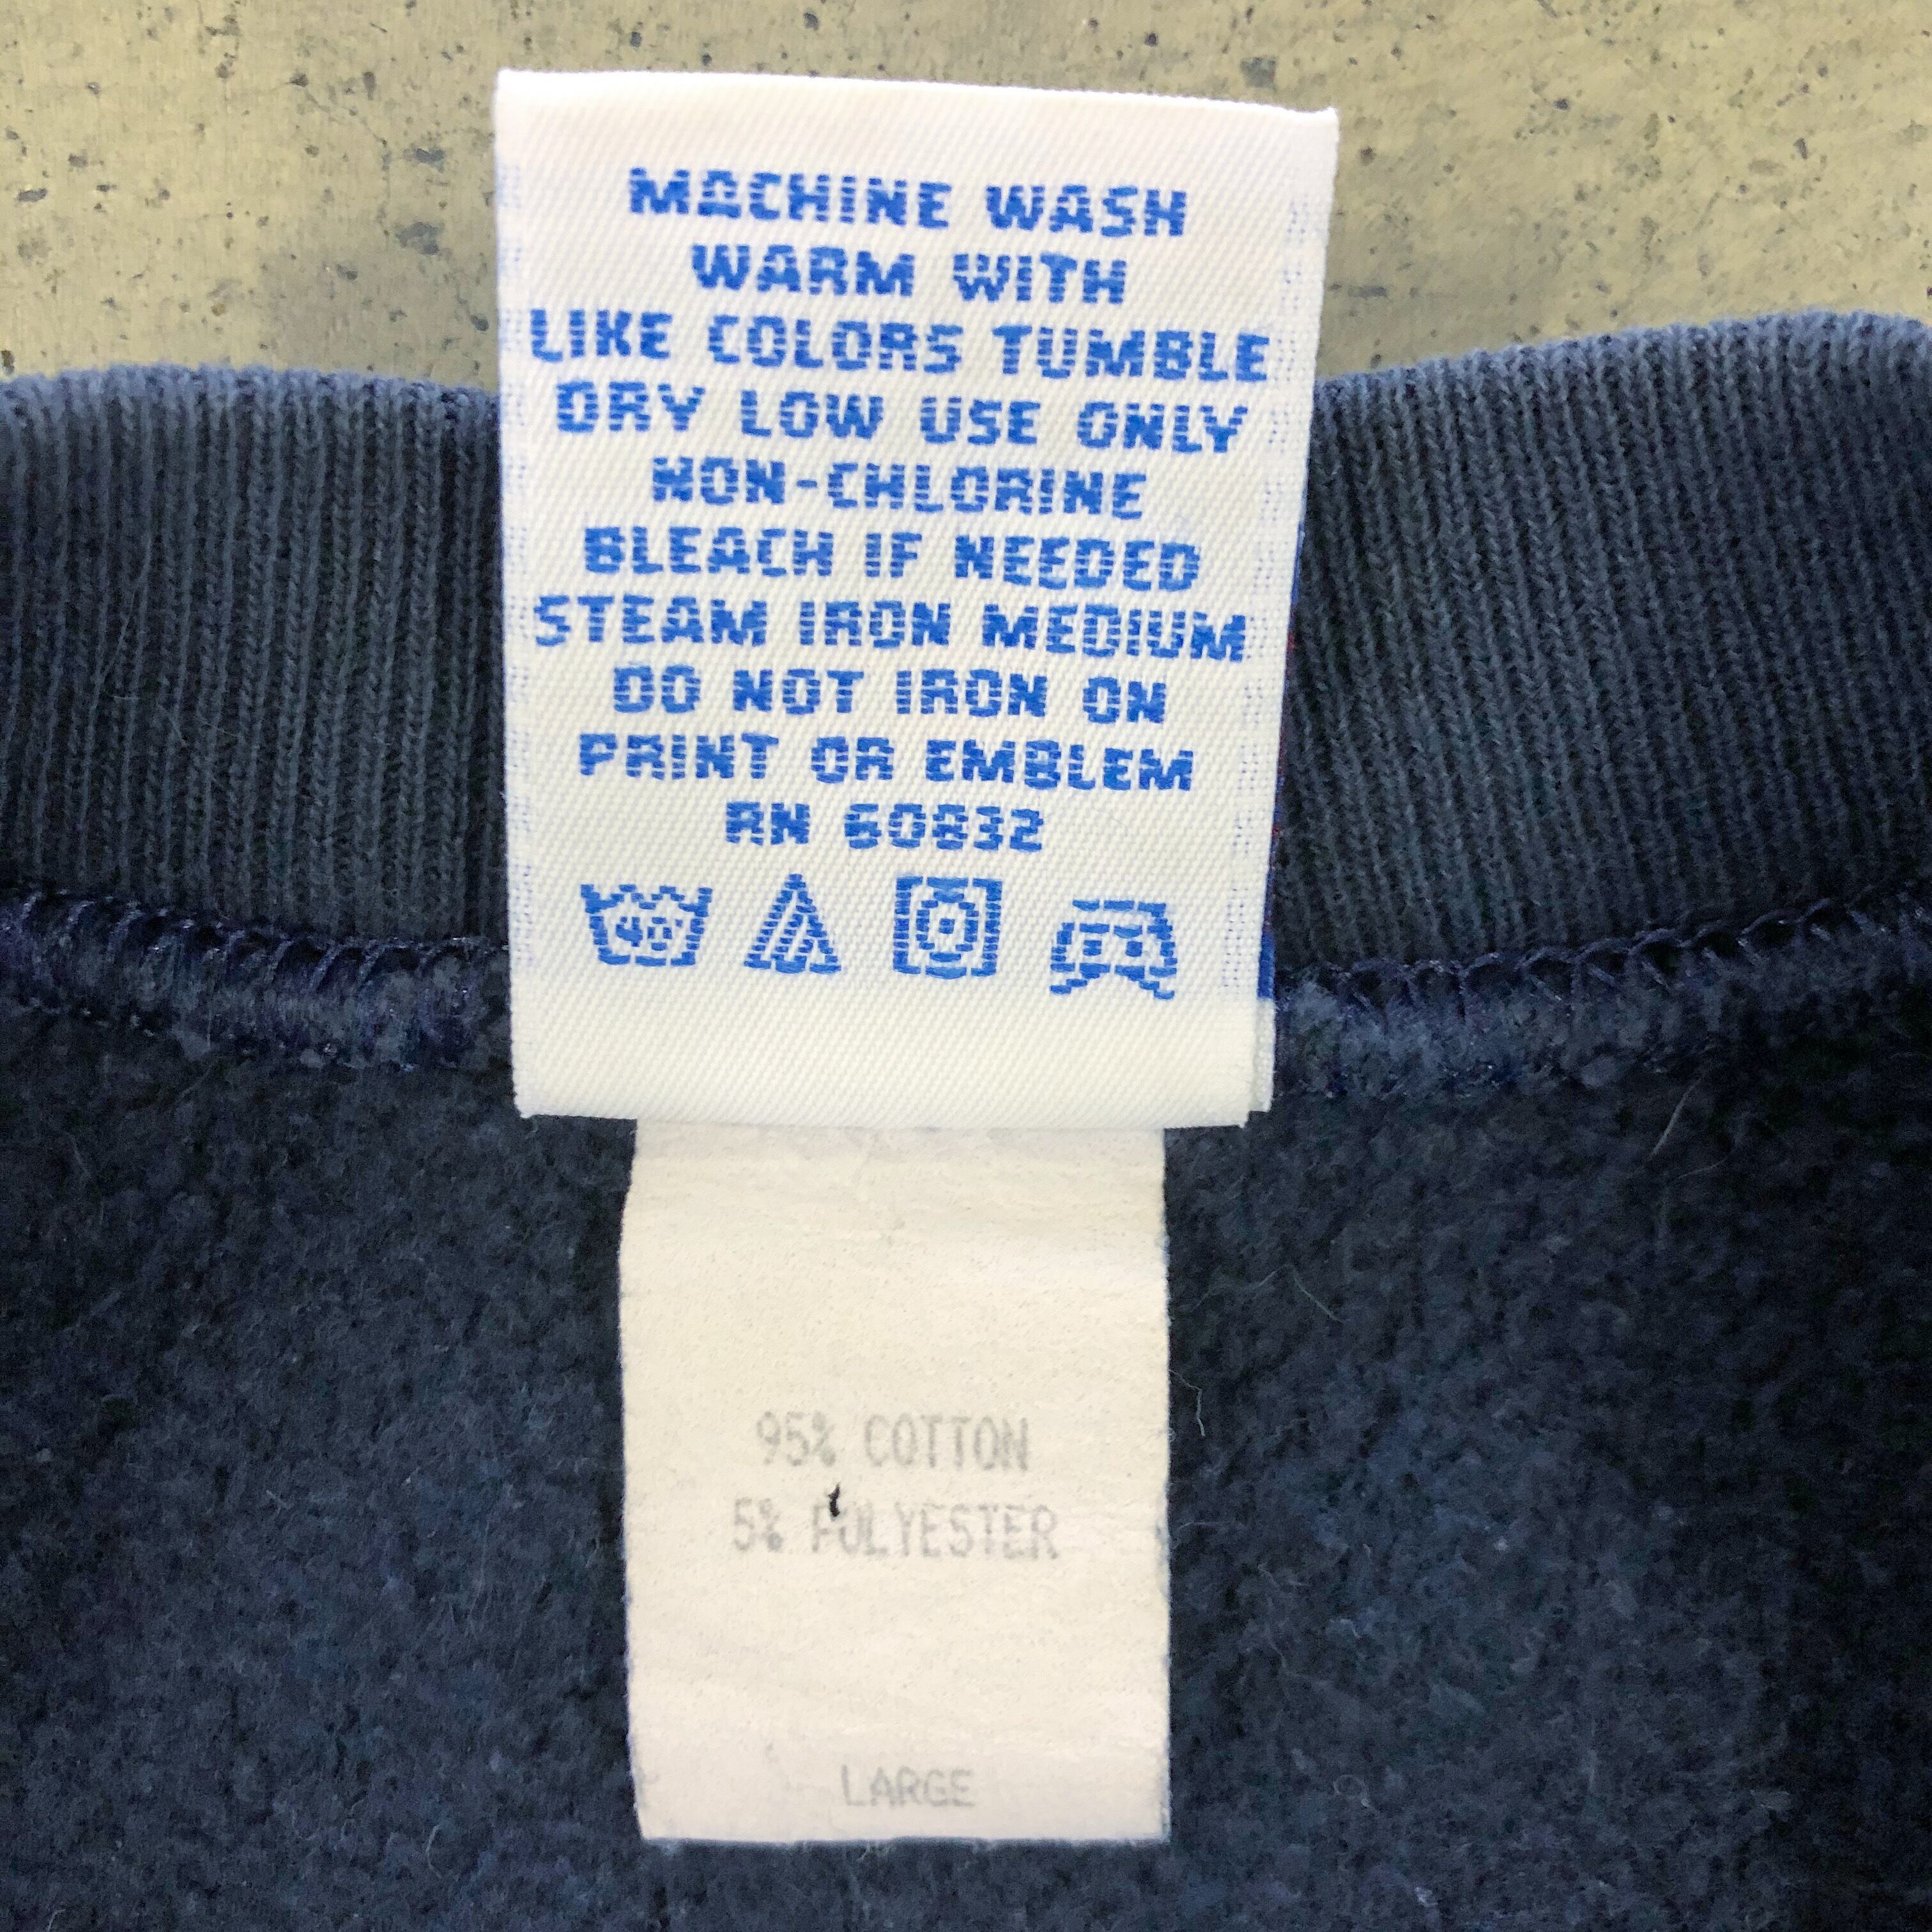 MACHINE WASH
WARM WITH
LIKE COLORS TUMBLE
DRY LOW USE ONLY
NON-CHLORINE
BLEACH IF NEEDED
STEAM IRON MEDIUM
DO NOT IRON ON
PRINT OR EMBLEM
RN 60832
40
95% COTTON
5% POLYESTER
LARGE